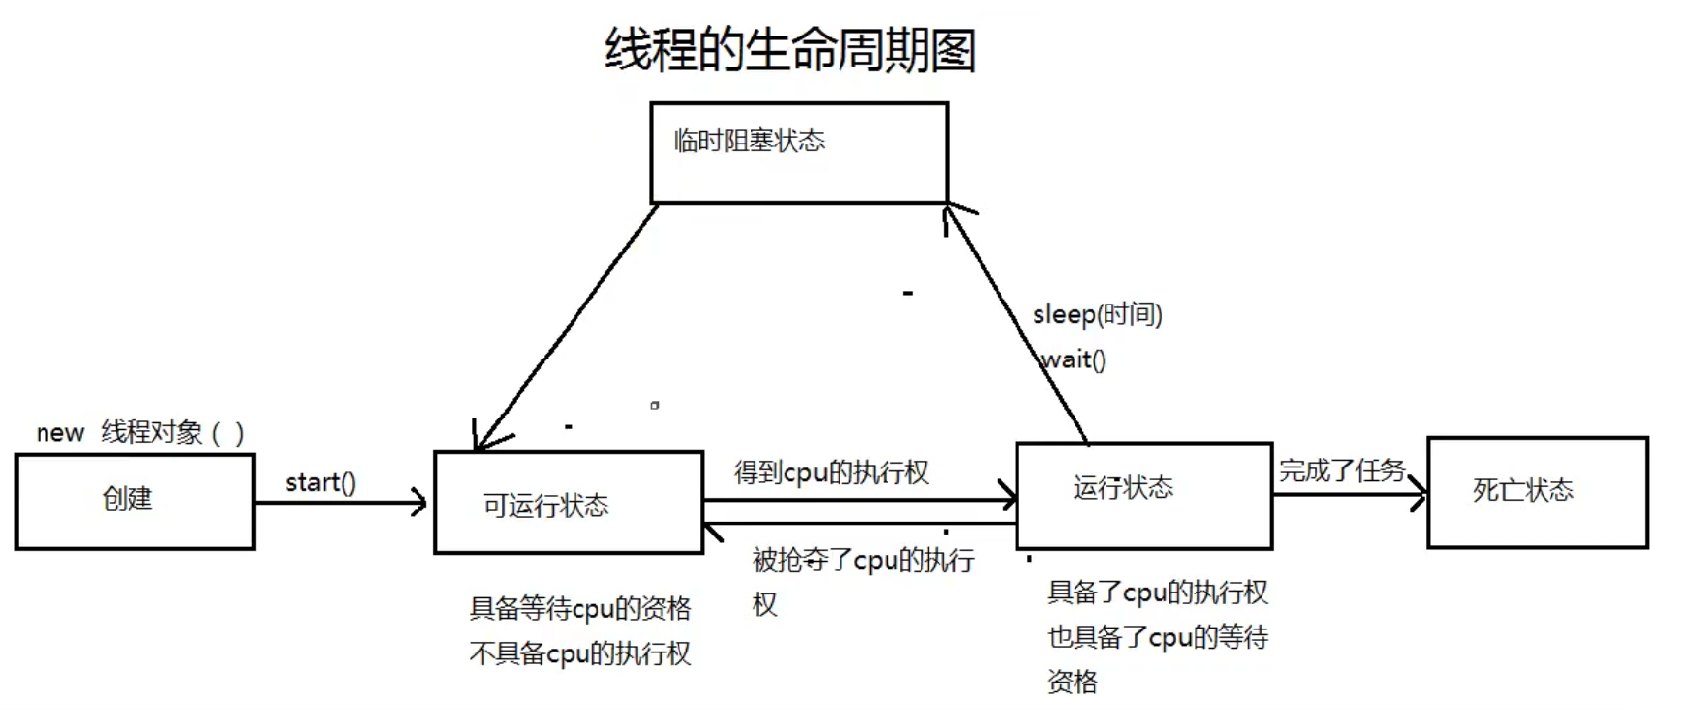 线程的生命周期图
临时阻塞状态
sleep(时间)
wait()
new 线程对象 ( )
创建
start()
可运行状态
得到cpu的执行权
运行状态
完成了任务
死亡状态
被抢夺了cpu的执行
权
具备等待cpu的资格
不具备cpu的执行权
具备了cpu的执行权
也具备了cpu的等待
资格